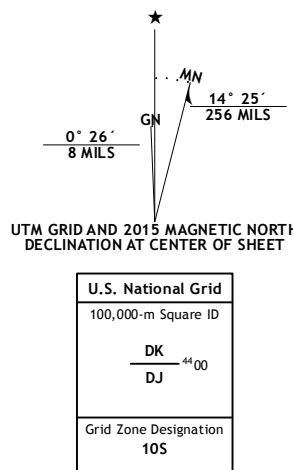 ★
MN
GN
14° 25´
256 MILS
0° 26´
8 MILS
UTM GRID AND 2015 MAGNETIC NORTH
DECLINATION AT CENTER OF SHEET
U.S. National Grid
100,000-m Square ID
DK
4400
DJ
Grid Zone Designation
10S